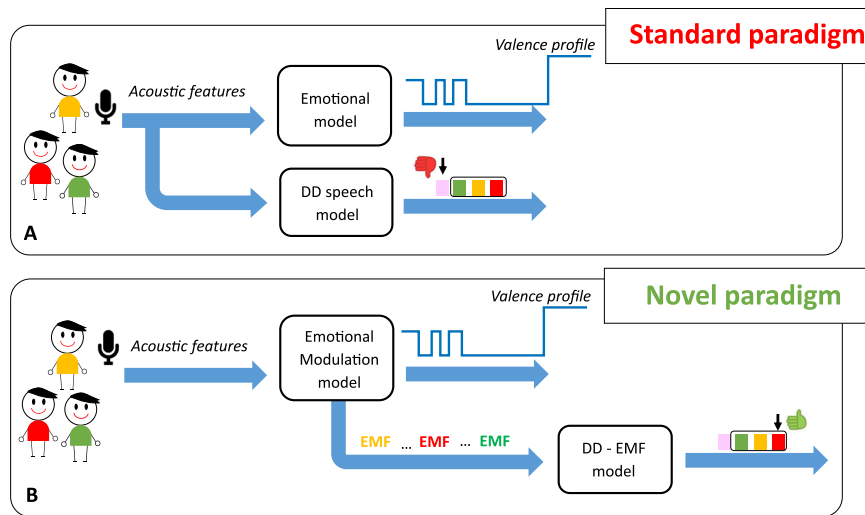 Standard paradigm
Valence profile
Acoustic features
Emotional
model
DD speech
model
A
Novel paradigm
Valence profile
Acoustic features
Emotional
Modulation
model
EMF ... EMF ... EMF
DD - EMF
model
B